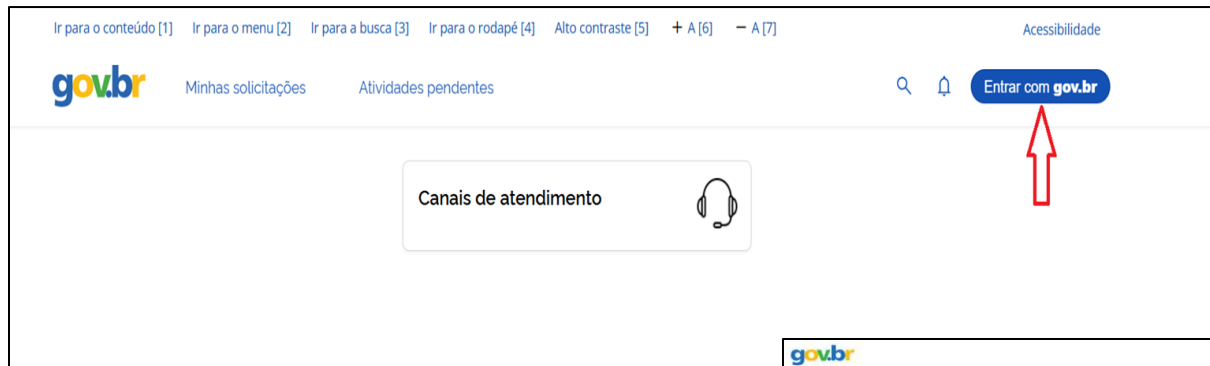 Ir para o conteúdo [1] Ir para o menu [2] Ir para a busca [3] Ir para o rodapé [4] Alto contraste [5] + A [6] − A [7] Acessibilidade
gov.br Minhas solicitações Atividades pendentes Entrar com gov.br
Canais de atendimento
gov.br